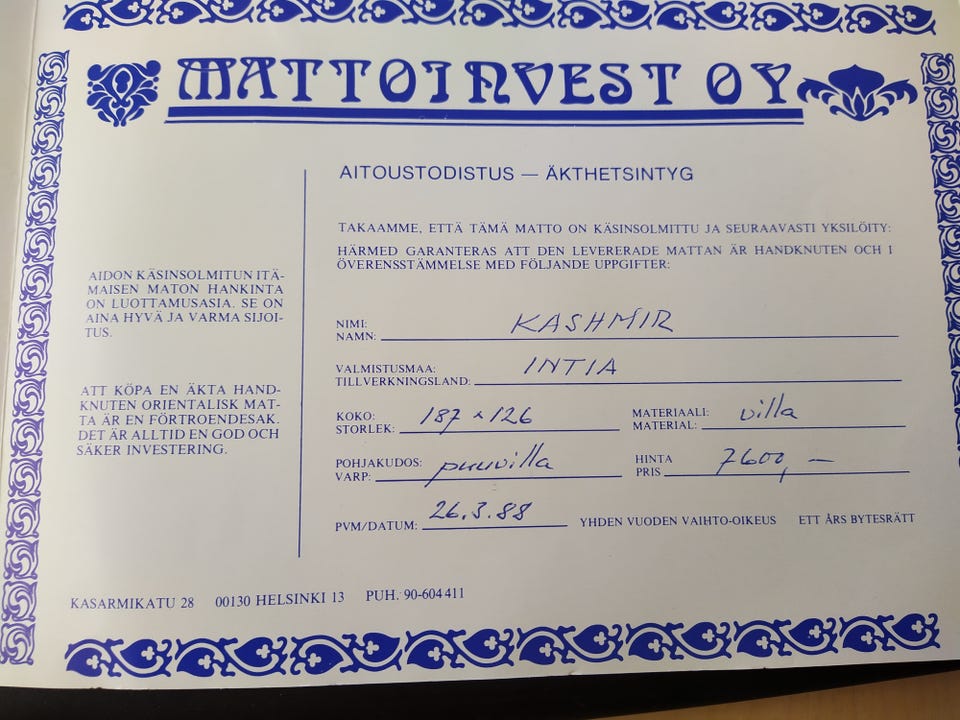 MATTOINVEST OY
AITOUSTODISTUS — ÄKTHETSINTYG
TAKAAMME, ETTÄ TÄMÄ MATTO ON KÄSINSOLMITTU JA SEURAAVASTI YKSILÖITY:
HÄRMED GARANTERAS ATT DEN LEVERERADE MATTAN ÄR HANDKNUTEN OCH I
ÖVERENSSTÄMMELSE MED FÖLJANDE UPPGIFTER:
AIDON KÄSINSOLMITUN ITÄ-
MAISEN MATON HANKINTA
ON LUOTTAMUSASIA. SE ON
AINA HYVÄ JA VARMA SIJOI-
TUS.
ATT KÖPA EN ÄKTA HAND-
KNUTEN ORIENTALISK MAT-
TA ÄR EN FÖRTROENDESAK.
DET ÄR ALLTID EN GOD OCH
SÄKER INVESTERING.
NIMI:
NAMN: KASHMIR
VALMISTUSMAA:
TILLVERKNINGSLAND: INTIA
KOKO:
STORLEK: 187 x 126
MATERIAALI:
MATERIAL: villa
POHJAKUDOS:
VARP: puuvilla
HINTA
PRIS 7600,—
PVM/DATUM: 26.3.88
YHDEN VUODEN VAIHTO-OIKEUS ETT ÅRS BYTESRÄTT
KASARMIKATU 28 00130 HELSINKI 13 PUH. 90-604 411